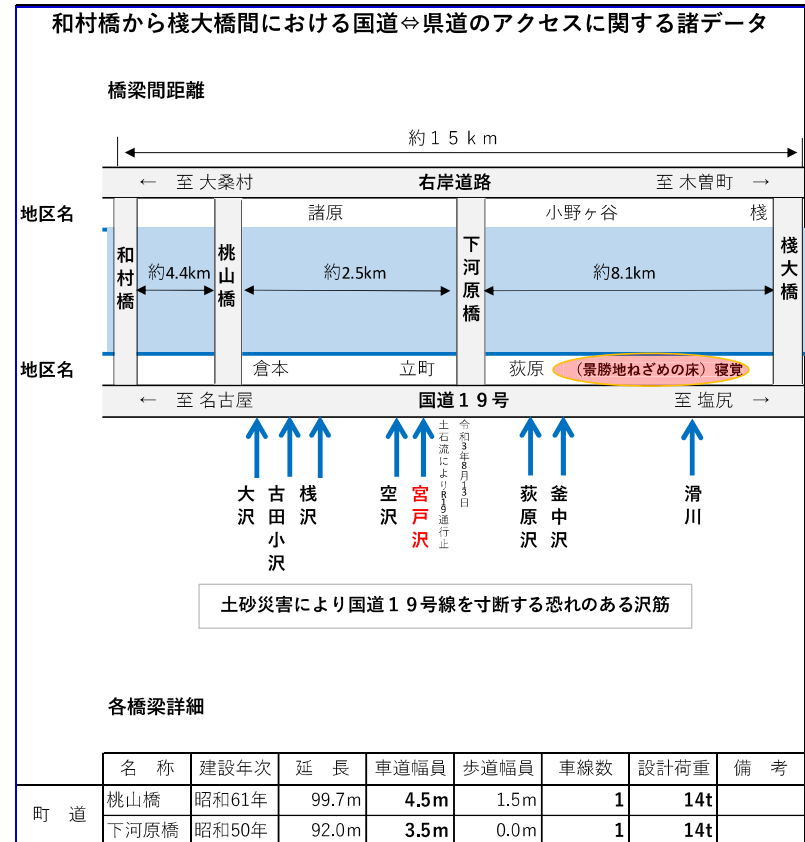 和村橋から棧大橋間における国道⇔県道のアクセスに関する諸データ
橋梁間距離
約１５ｋｍ
← 至 大桑村 右岸道路 至 木曽町 →
地区名 諸原 小野ヶ谷 棧
和村橋 約4.4km 桃山橋 約2.5km 下河原橋 約8.1km 棧大橋
地区名 倉本 立町 荻原 （景勝地ねざめの床）寝覚
← 至 名古屋 国道１９号 至 塩尻 →
大沢
古田小沢
桟沢
空沢
宮戸沢
令和3年8月13日
土石流によりR19通行止
荻原沢
釜中沢
滑川
土砂災害により国道１９号線を寸断する恐れのある沢筋
各橋梁詳細
名　称 建設年次 延　長 車道幅員 歩道幅員 車線数 設計荷重 備　考
町　道 桃山橋 昭和61年 99.7m 4.5m 1.5m 1 14t
下河原橋 昭和50年 92.0m 3.5m 0.0m 1 14t